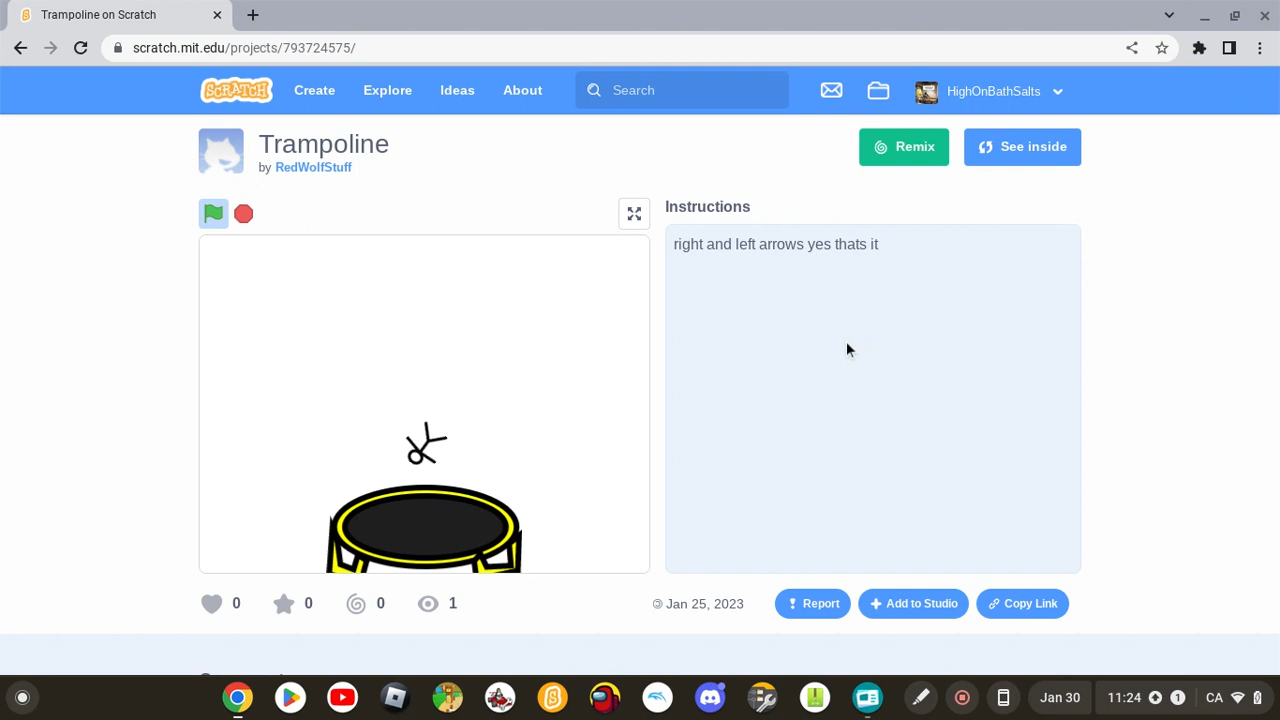 Trampoline on Scratch
scratch.mit.edu/projects/793724575/
SCRATCH Create Explore Ideas About Search HighOnBathSalts
Trampoline
by RedWolfStuff
Remix See inside
Instructions
right and left arrows yes thats it
0 0 0 1 Jan 25, 2023 Report Add to Studio Copy Link
Jan 30 11:24 1 CA